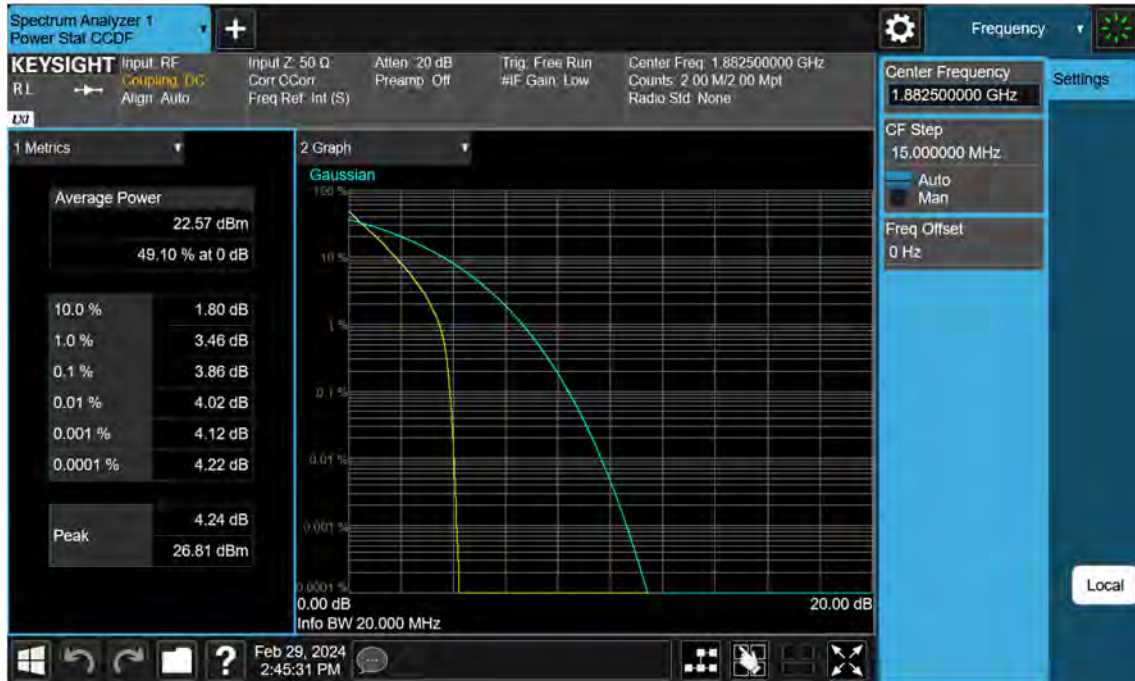 Spectrum Analyzer 1
Power Stat CCDF
+
Frequency
KEYSIGHT
RL
LXI
Input: RF
Coupling: DC
Align: Auto
Input Z: 50 Ω
Corr CCorr
Freq Ref: Int (S)
Atten: 20 dB
Preamp: Off
Trig: Free Run
#IF Gain: Low
Center Freq: 1.882500000 GHz
Counts: 2.00 M/2.00 Mpt
Radio Std: None
Center Frequency
1.882500000 GHz
Settings
CF Step
15.000000 MHz
Auto
Man
Freq Offset
0 Hz
Local
1 Metrics
Average Power
22.57 dBm
49.10 % at 0 dB
10.0 % 1.80 dB
1.0 % 3.46 dB
0.1 % 3.86 dB
0.01 % 4.02 dB
0.001 % 4.12 dB
0.0001 % 4.22 dB
Peak
4.24 dB
26.81 dBm
2 Graph
Gaussian
100 %
10 %
1 %
0.1 %
0.01 %
0.001 %
0.0001 %
0.00 dB
20.00 dB
Info BW 20.000 MHz
?
Feb 29, 2024
2:45:31 PM